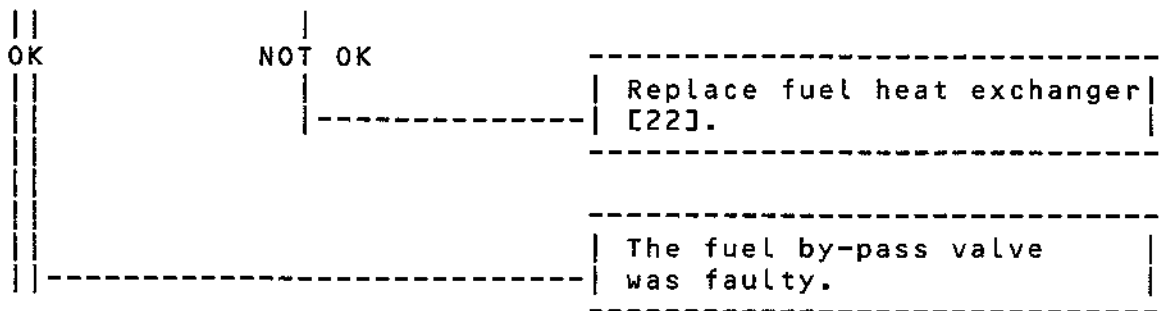 OK NOT OK
Replace fuel heat exchanger
[22].
The fuel by-pass valve
was faulty.